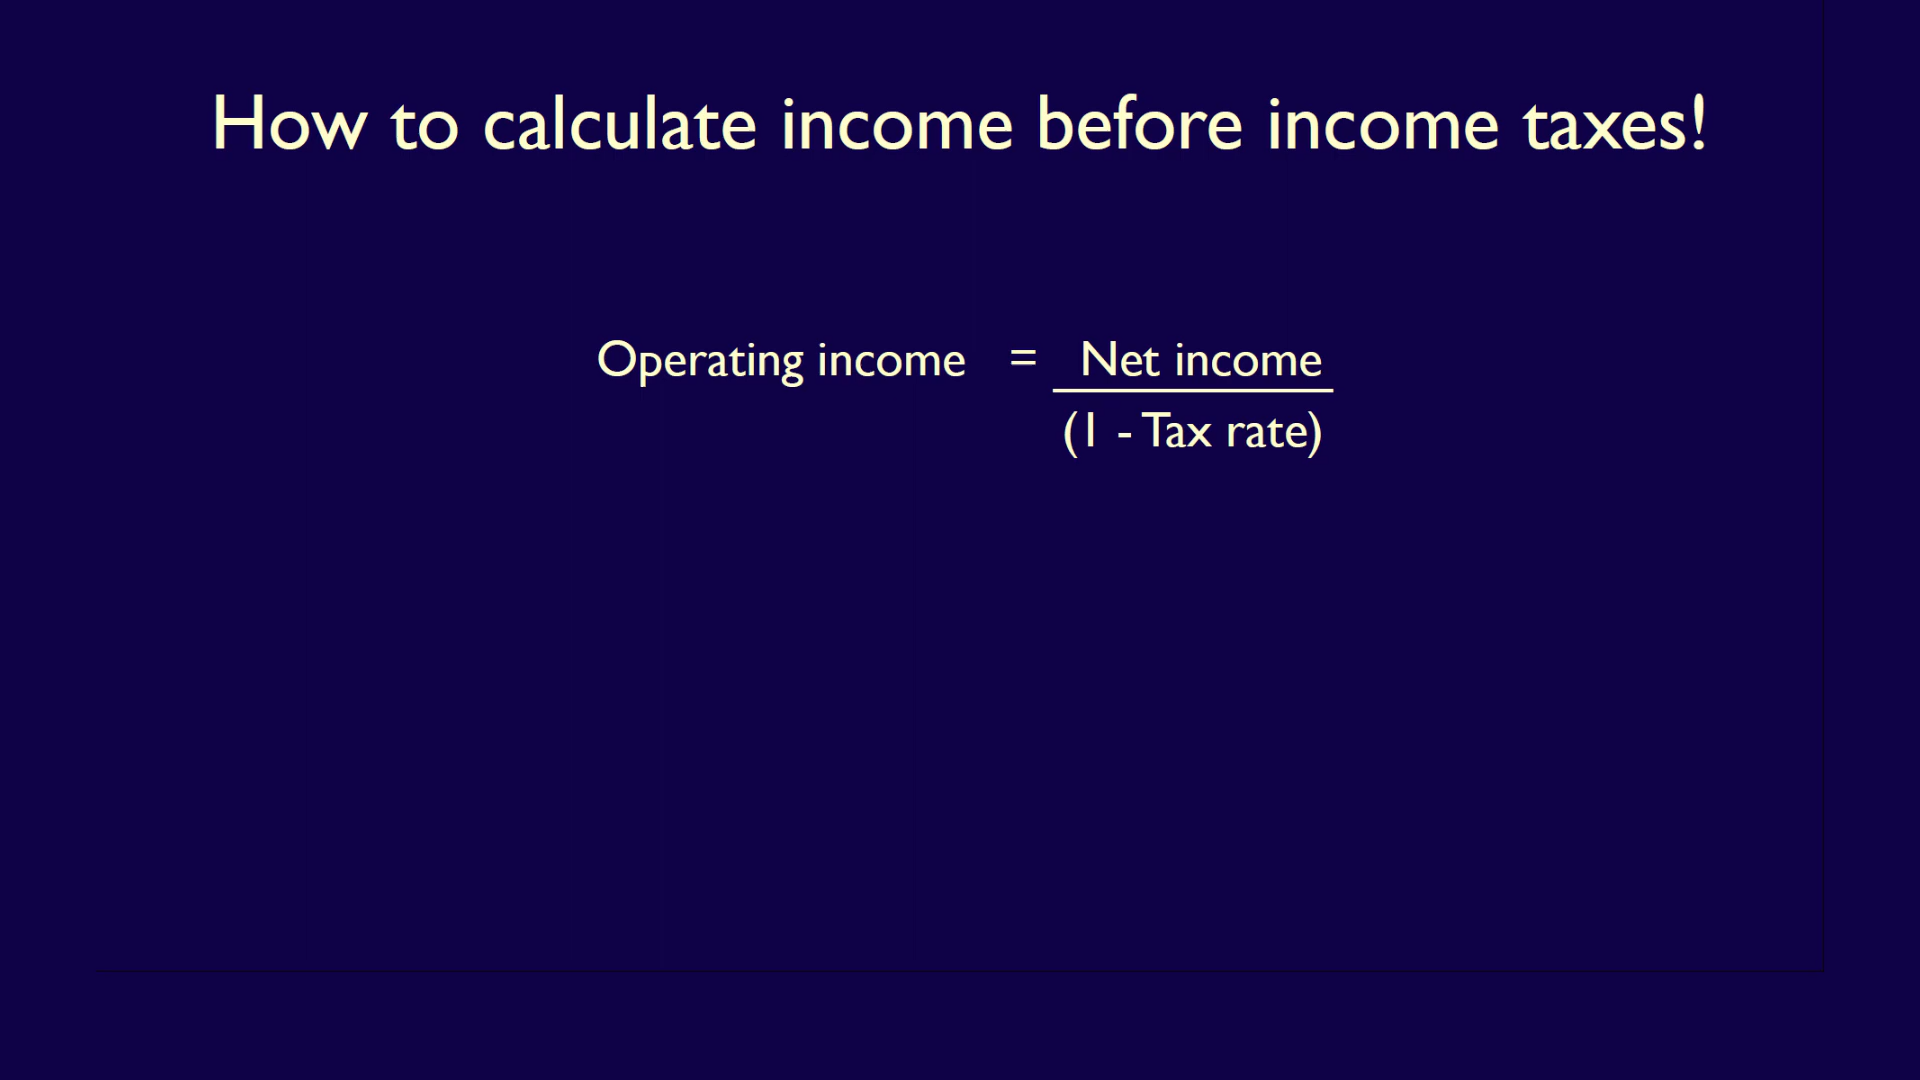 How to calculate income before income taxes!
Operating income = Net income
(1 - Tax rate)